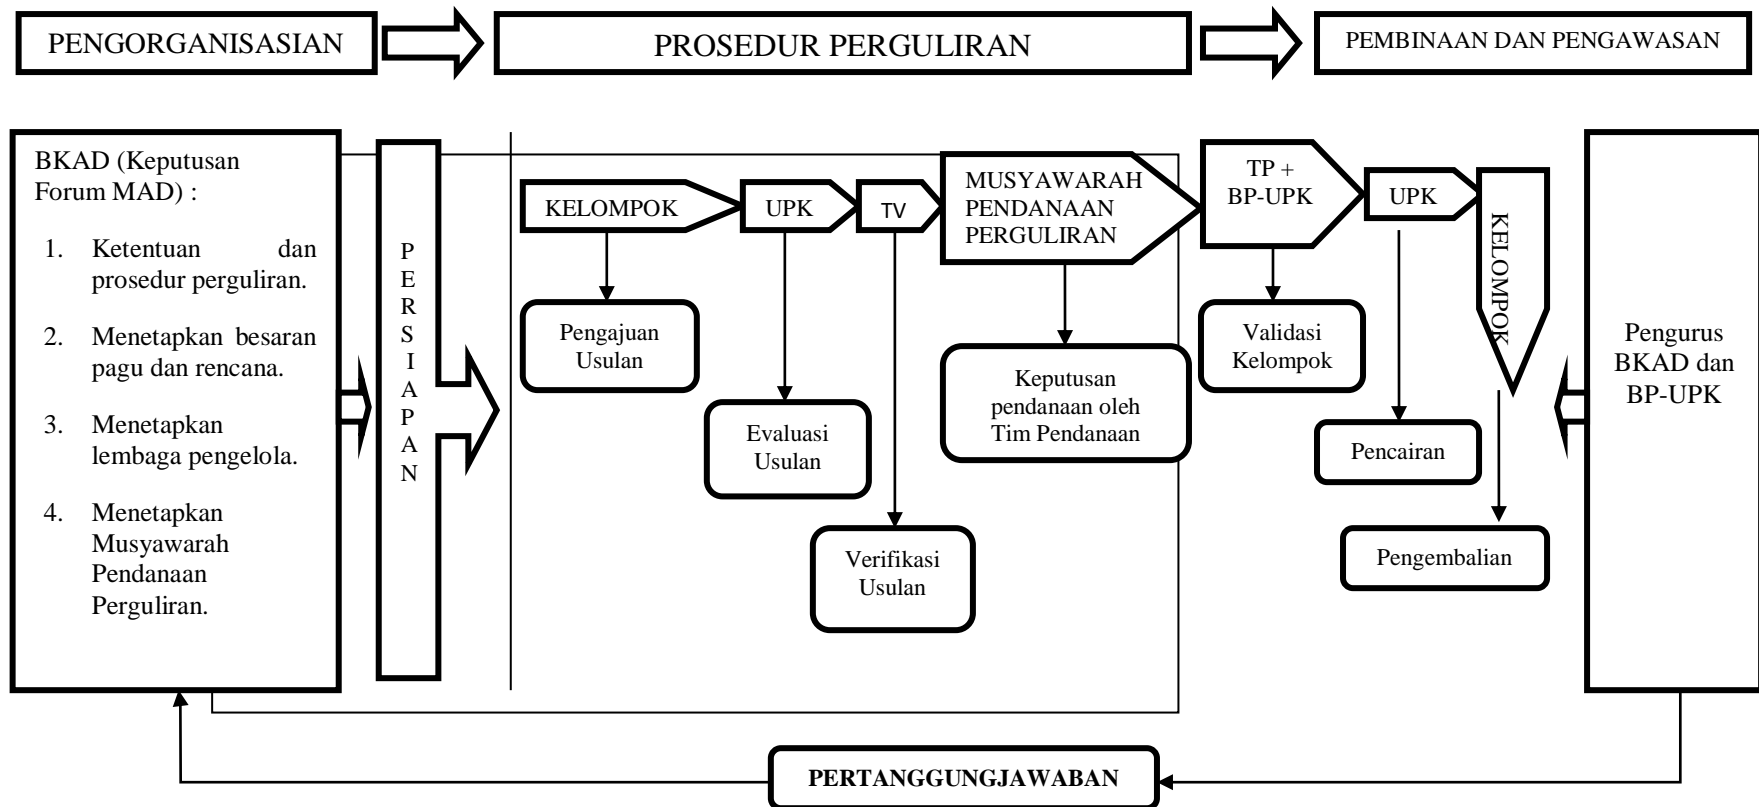 PENGORGANISASIAN
PROSEDUR PERGULIRAN
PEMBINAAN DAN PENGAWASAN
BKAD (Keputusan
Forum MAD) :
1. Ketentuan dan
prosedur perguliran.
2. Menetapkan besaran
pagu dan rencana.
3. Menetapkan
lembaga pengelola.
4. Menetapkan
Musyawarah
Pendanaan
Perguliran.
P
E
R
S
I
A
P
A
N
KELOMPOK
UPK
TV
MUSYAWARAH
PENDANAAN
PERGULIRAN
TP +
BP-UPK
UPK
KELOMPOK
Pengajuan
Usulan
Evaluasi
Usulan
Verifikasi
Usulan
Keputusan
pendanaan oleh
Tim Pendanaan
Validasi
Kelompok
Pencairan
Pengembalian
Pengurus
BKAD dan
BP-UPK
PERTANGGUNGJAWABAN